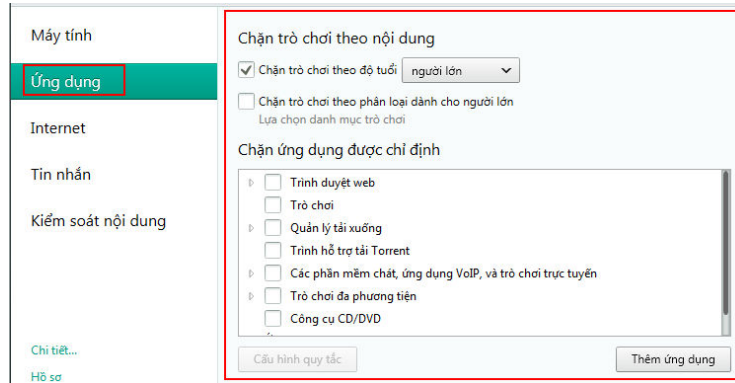 Máy tính
Ứng dụng
Internet
Tin nhắn
Kiểm soát nội dung
Chi tiết...
Hồ sơ
Chặn trò chơi theo nội dung
Chặn trò chơi theo độ tuổi người lớn
Chặn trò chơi theo phân loại dành cho người lớn
Lựa chọn danh mục trò chơi
Chặn ứng dụng được chỉ định
Trình duyệt web
Trò chơi
Quản lý tải xuống
Trình hỗ trợ tải Torrent
Các phần mềm chát, ứng dụng VoIP, và trò chơi trực tuyến
Trò chơi đa phương tiện
Công cụ CD/DVD
Cấu hình quy tắc
Thêm ứng dụng